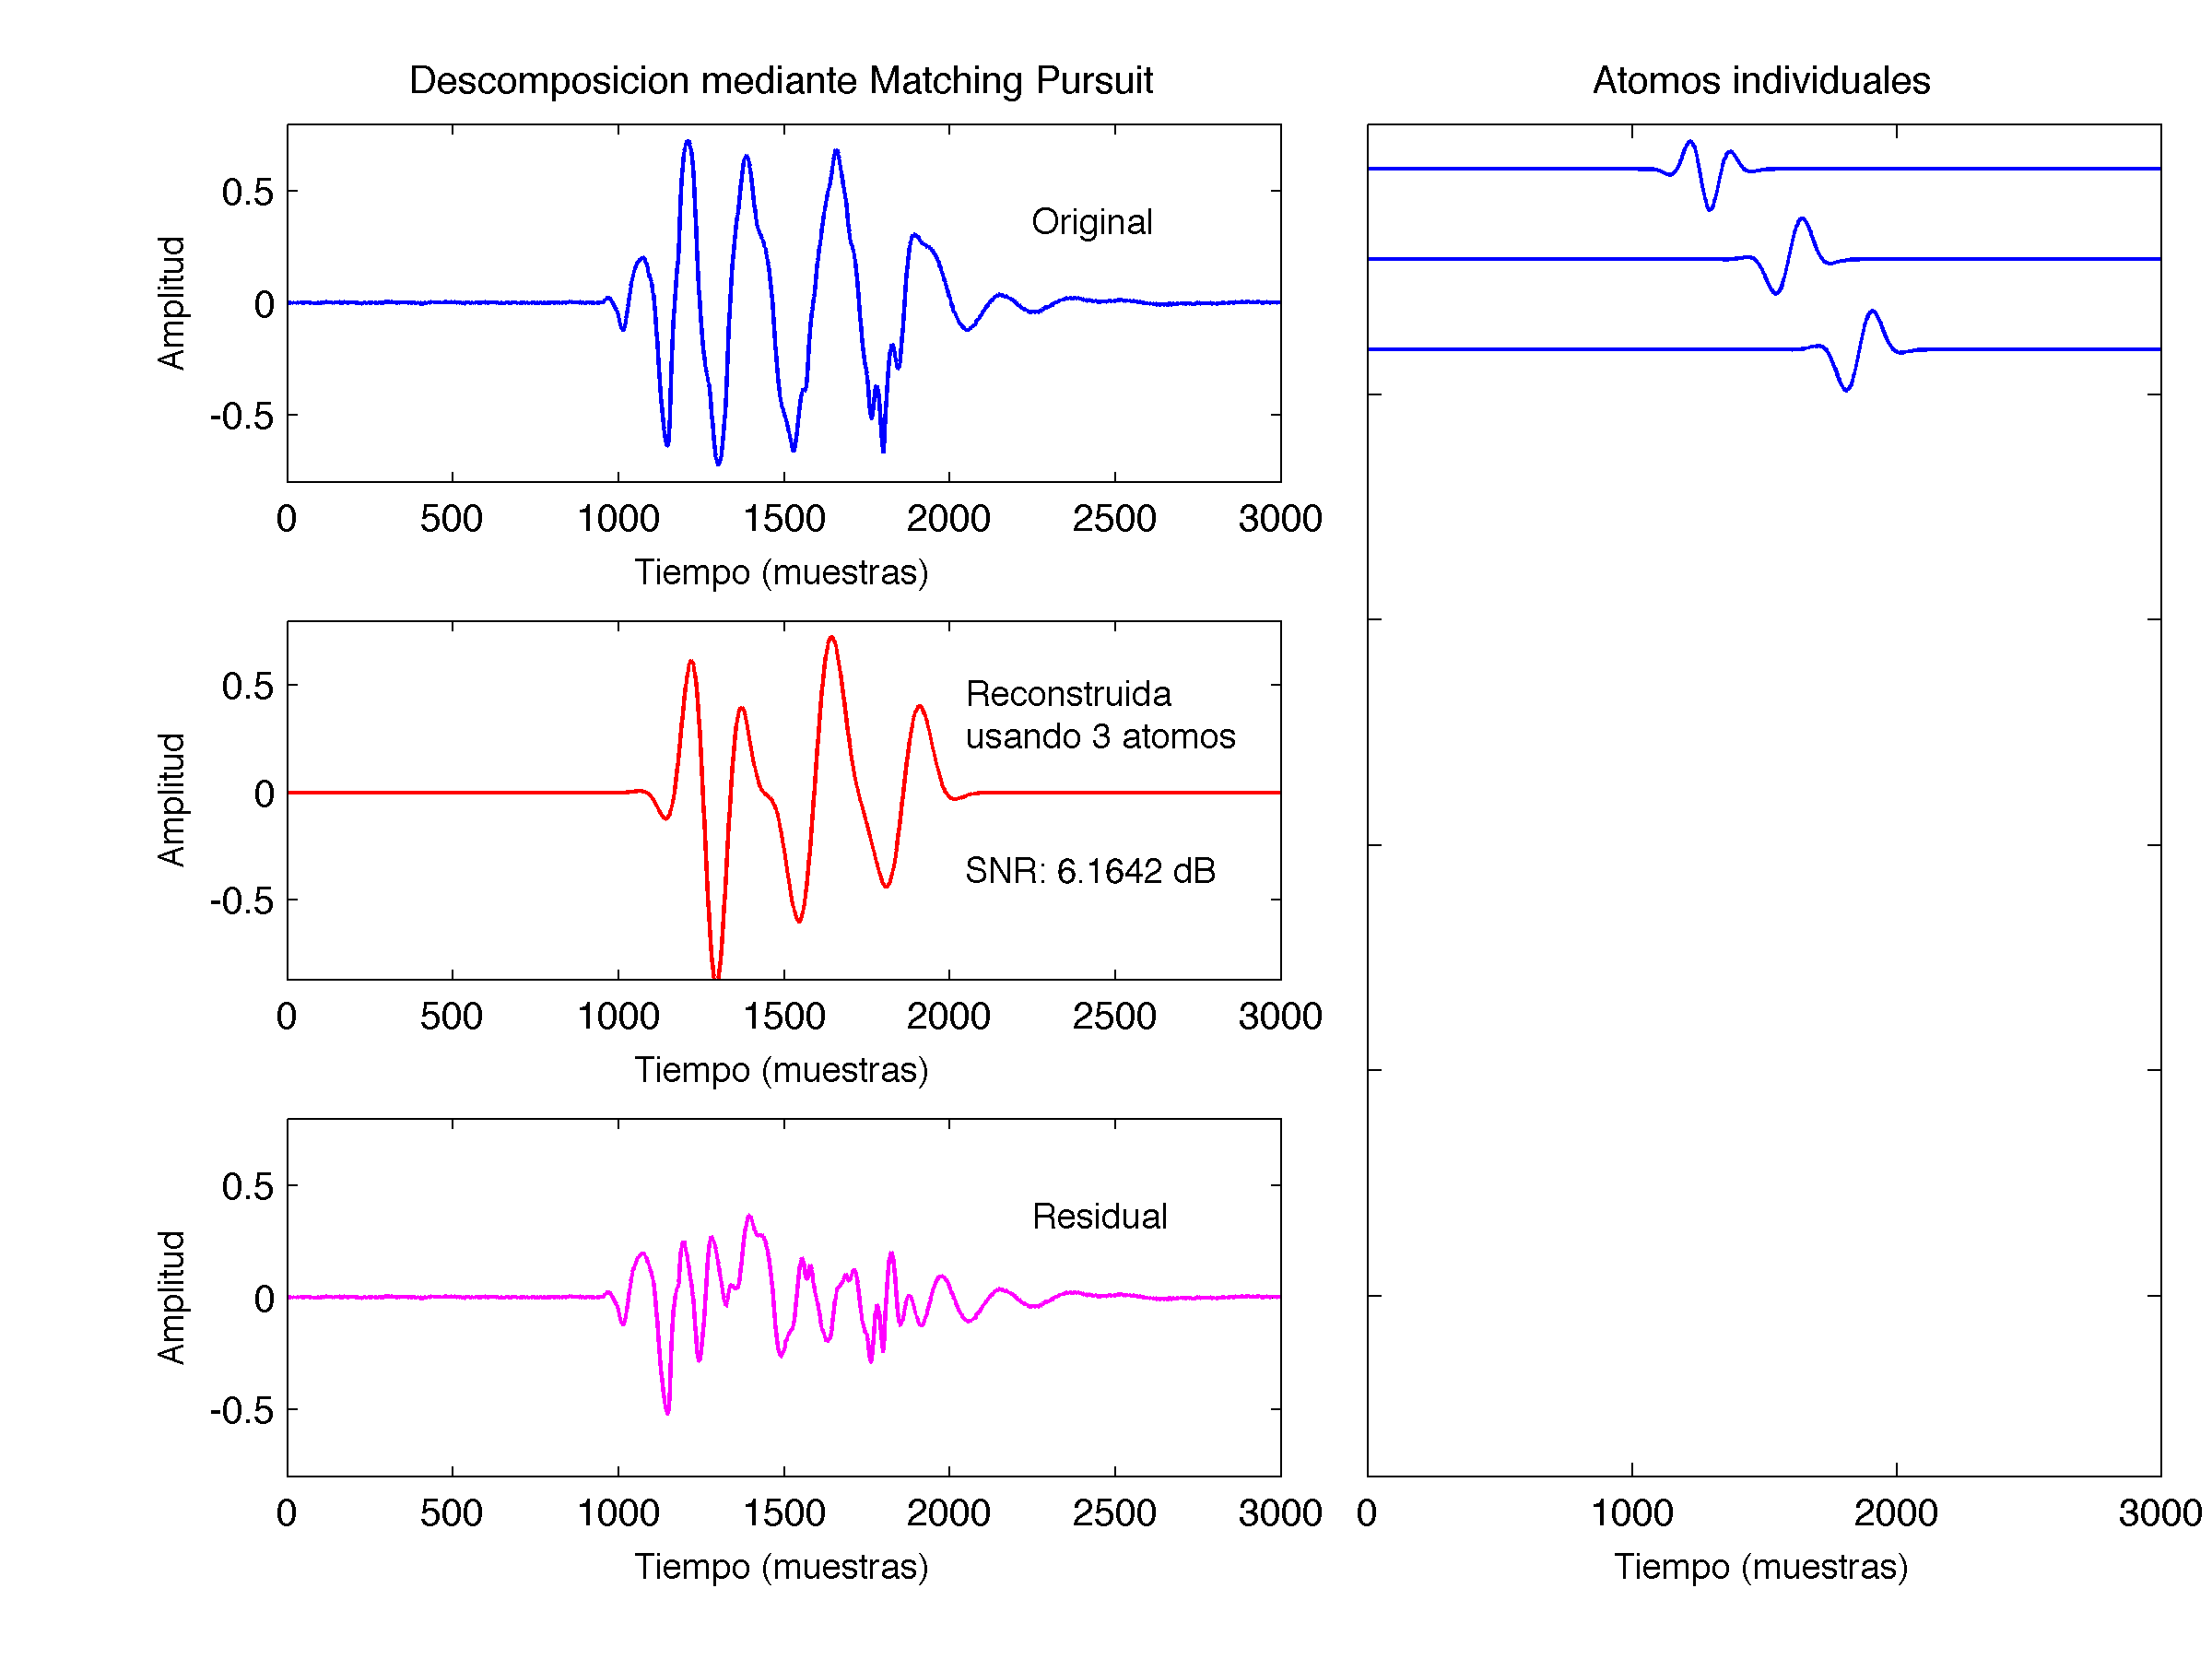 Descomposicion mediante Matching Pursuit
Amplitud
0.5
0
-0.5
Original
0 500 1000 1500 2000 2500 3000
Tiempo (muestras)
Amplitud
0.5
0
-0.5
Reconstruida
usando 3 atomos
SNR: 6.1642 dB
0 500 1000 1500 2000 2500 3000
Tiempo (muestras)
Amplitud
0.5
0
-0.5
Residual
0 500 1000 1500 2000 2500 3000
Tiempo (muestras)
Atomos individuales
0 1000 2000 3000
Tiempo (muestras)